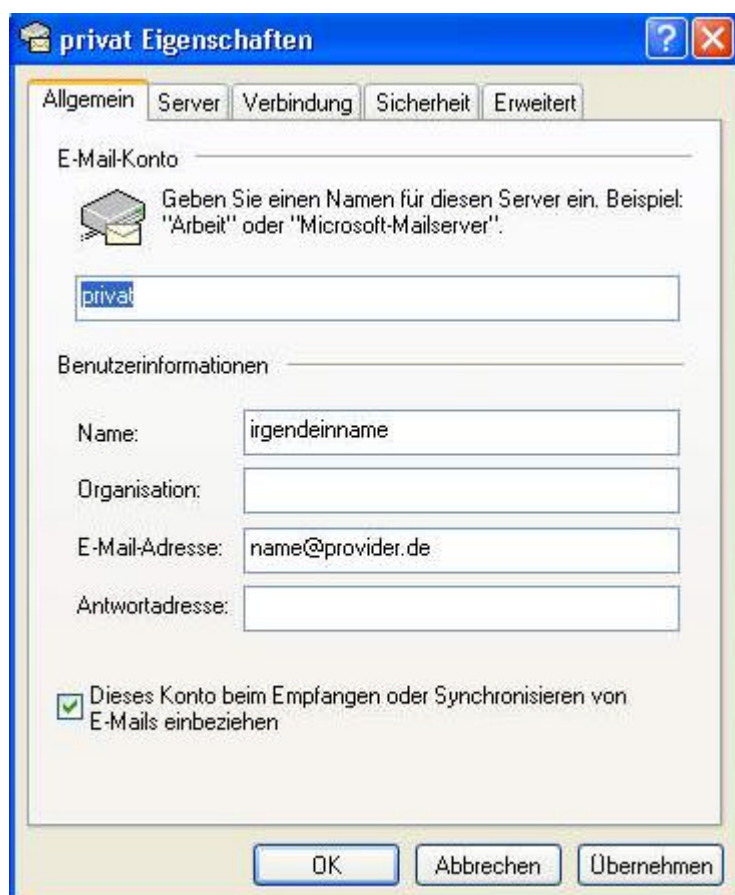 privat Eigenschaften
Allgemein Server Verbindung Sicherheit Erweitert
E-Mail-Konto
Geben Sie einen Namen für diesen Server ein. Beispiel:
"Arbeit" oder "Microsoft-Mailserver".
privat
Benutzerinformationen
Name: irgendeinname
Organisation:
E-Mail-Adresse: name@provider.de
Antwortadresse:
Dieses Konto beim Empfangen oder Synchronisieren von
E-Mails einbeziehen
OK Abbrechen Übernehmen